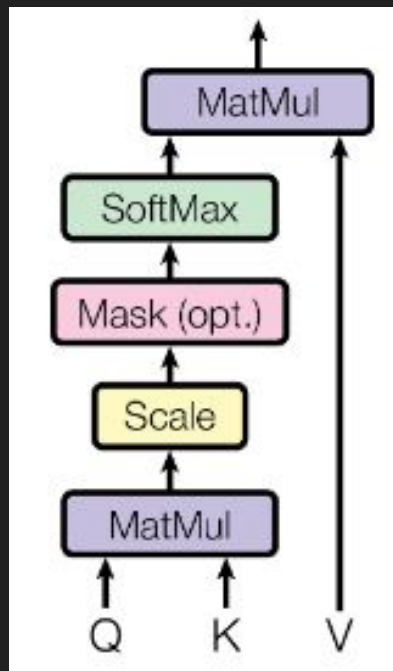 MatMul
SoftMax
Mask (opt.)
Scale
MatMul
Q K V